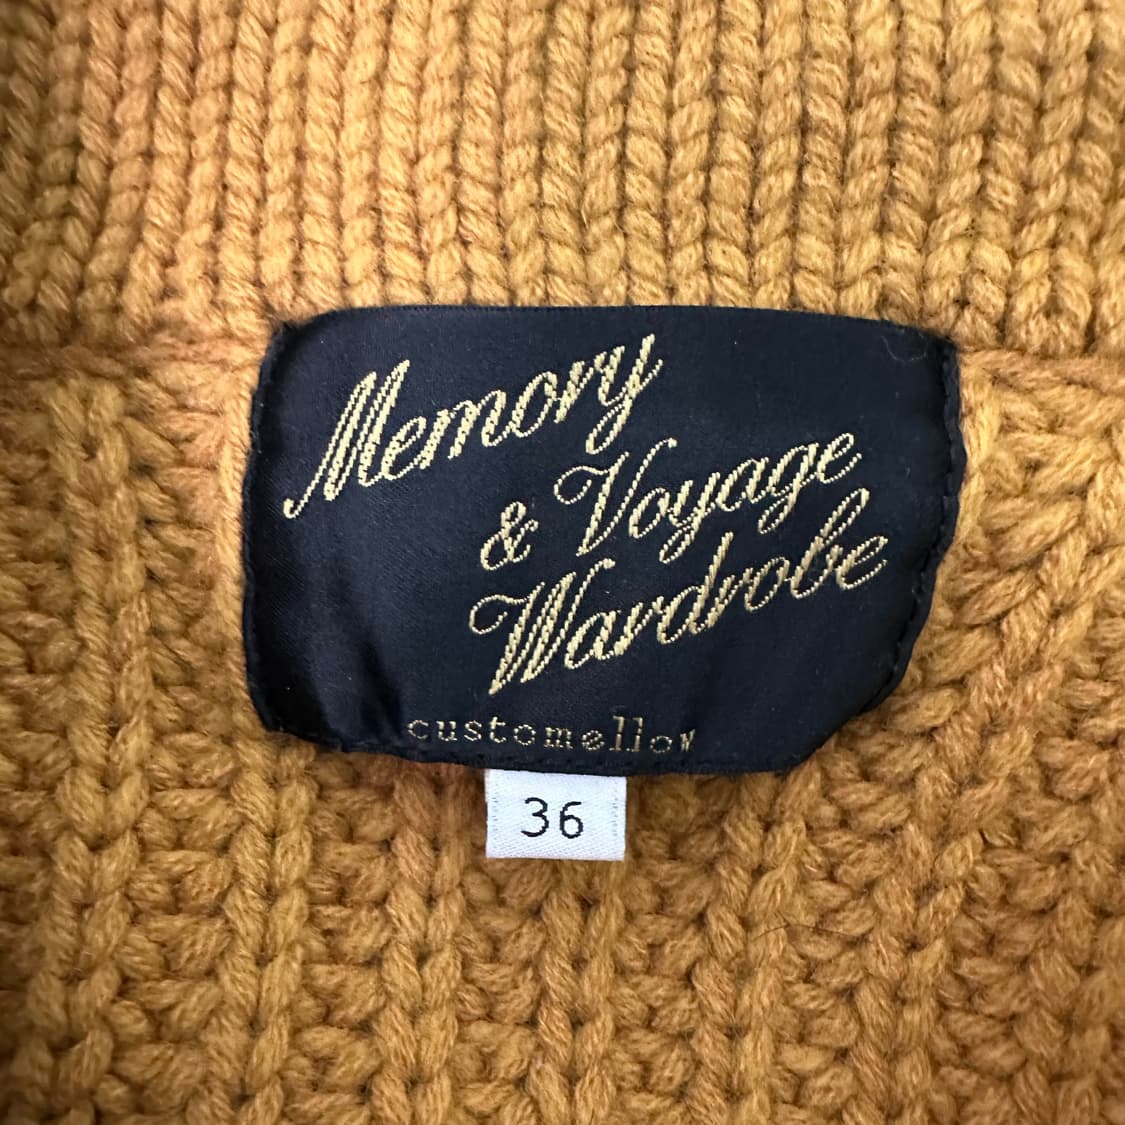 Memory
& Voyage
Wardrobe
customellow
36